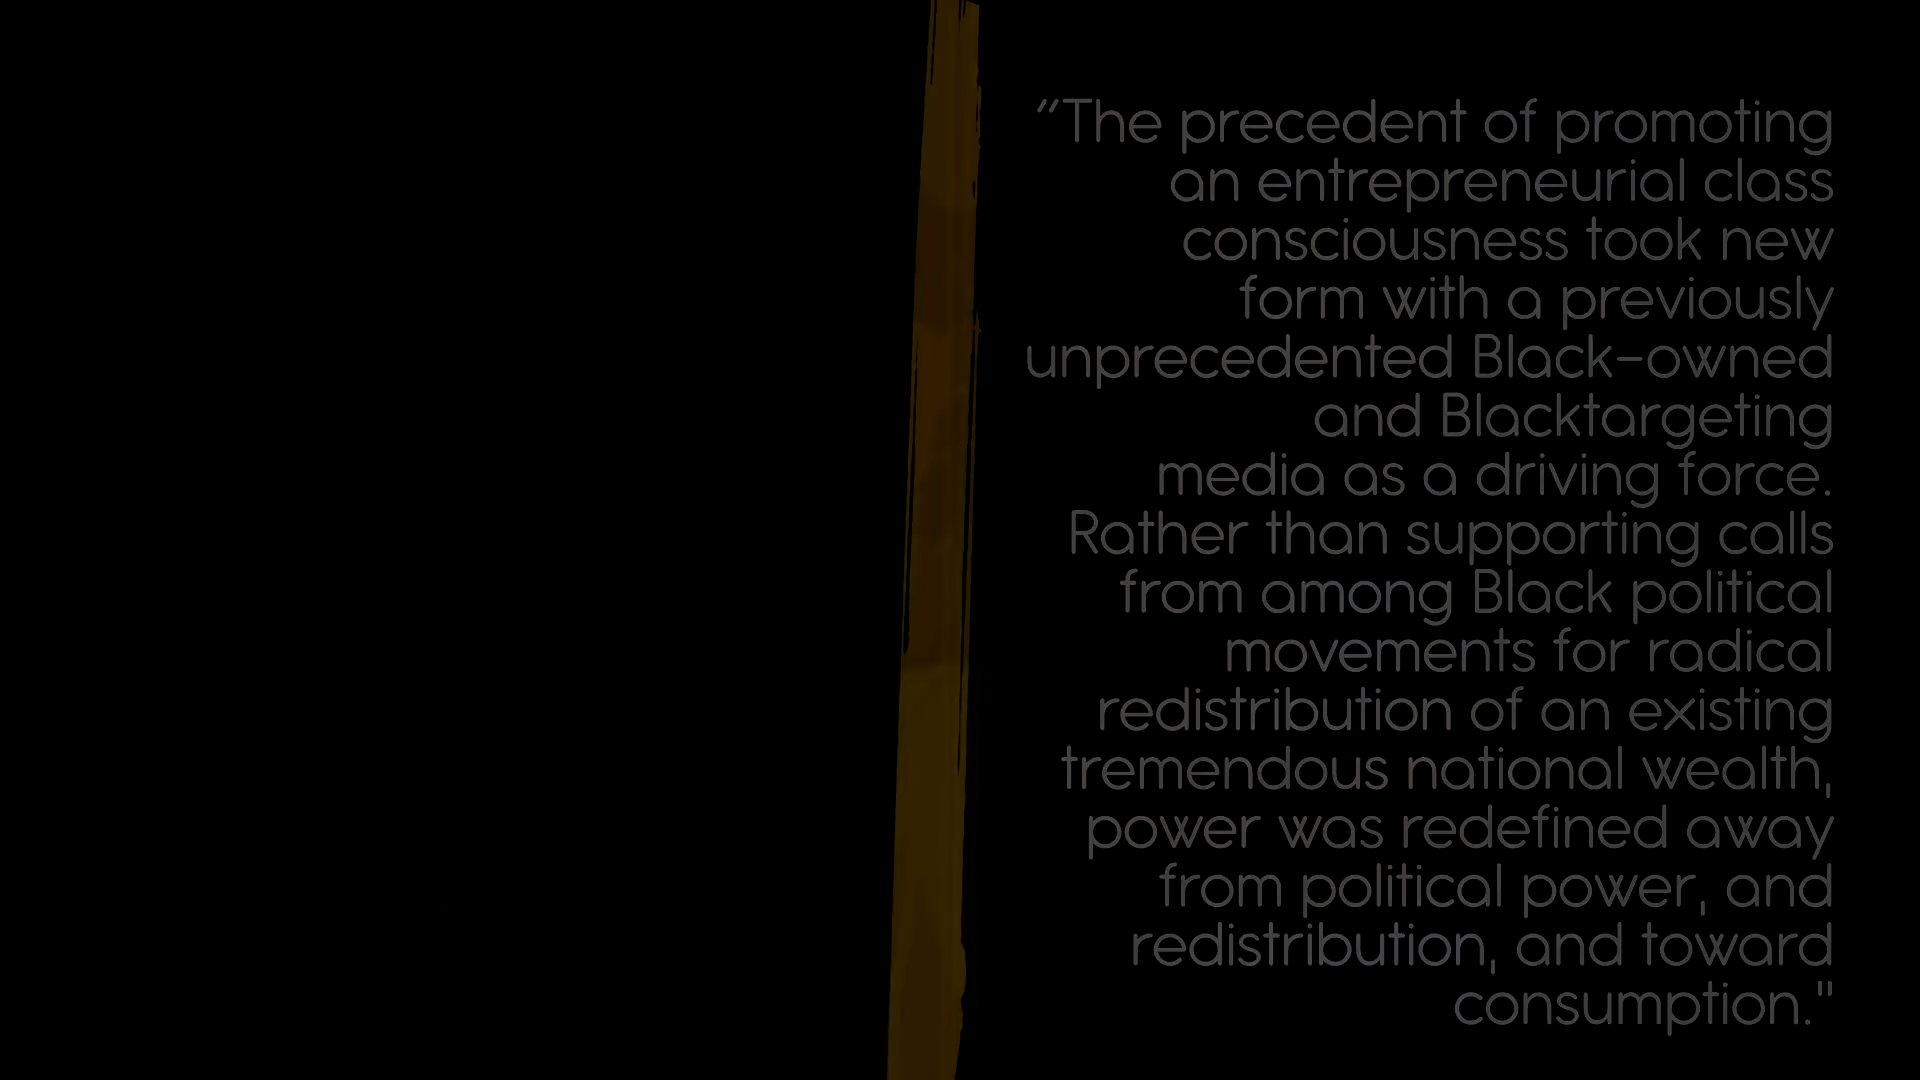 “The precedent of promoting
an entrepreneurial class
consciousness took new
form with a previously
unprecedented Black-owned
and Blacktargeting
media as a driving force.
Rather than supporting calls
from among Black political
movements for radical
redistribution of an existing
tremendous national wealth,
power was redefined away
from political power, and
redistribution, and toward
consumption."